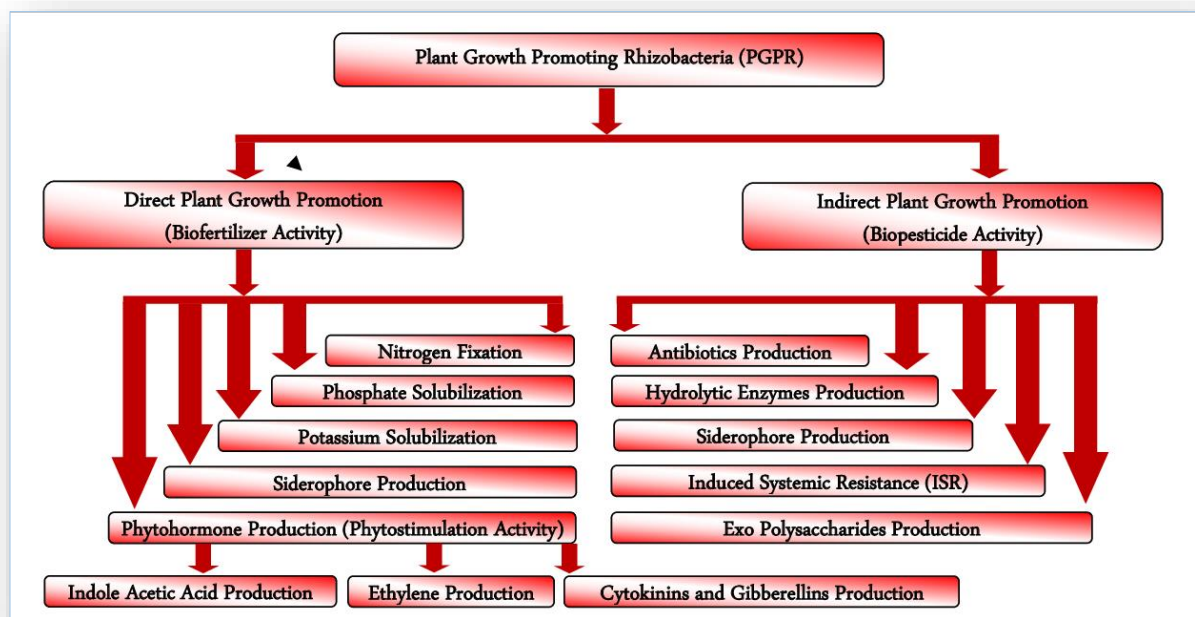 Plant Growth Promoting Rhizobacteria (PGPR)
Direct Plant Growth Promotion
(Biofertilizer Activity)
Indirect Plant Growth Promotion
(Biopesticide Activity)
Nitrogen Fixation
Phosphate Solubilization
Potassium Solubilization
Siderophore Production
Phytohormone Production (Phytostimulation Activity)
Indole Acetic Acid Production
Ethylene Production
Cytokinins and Gibberellins Production
Antibiotics Production
Hydrolytic Enzymes Production
Siderophore Production
Induced Systemic Resistance (ISR)
Exo Polysaccharides Production